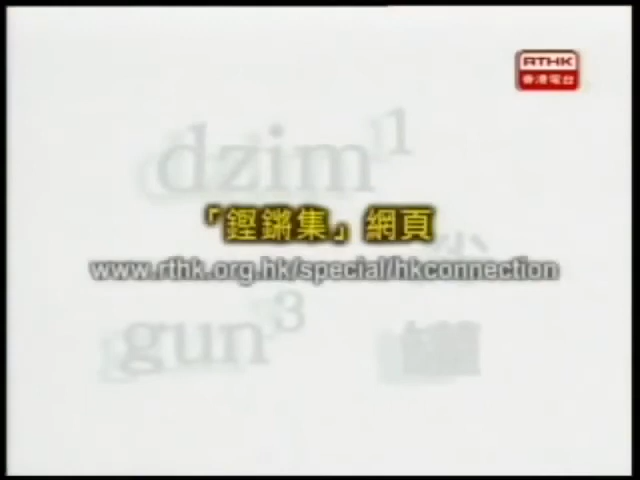 RTHK
香港電台
dzim1
「鏗鏘集」網頁
www.rthk.org.hk/special/hkconnection
gun3